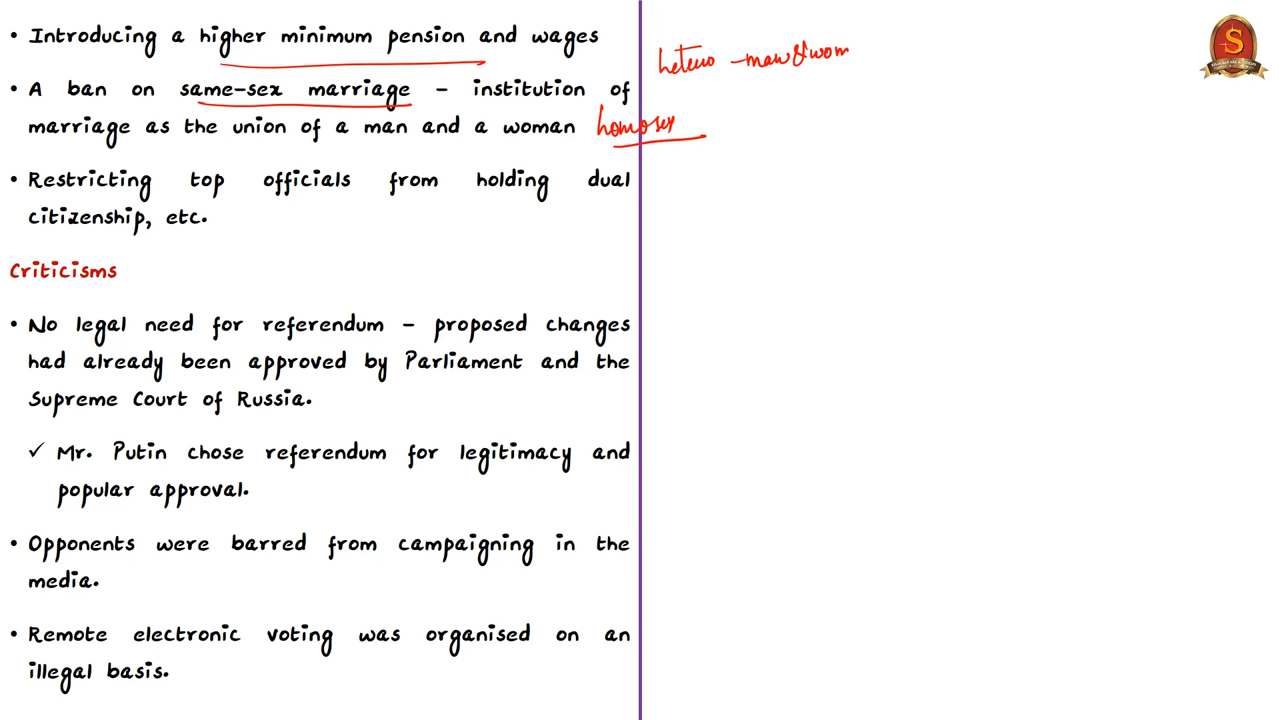 • Introducing a higher minimum pension and wages
• A ban on same-sex marriage – institution of
marriage as the union of a man and a woman
• Restricting top officials from holding dual
citizenship, etc.
Criticisms
• No legal need for referendum – proposed changes
had already been approved by Parliament and the
Supreme Court of Russia.
✓ Mr. Putin chose referendum for legitimacy and
popular approval.
• Opponents were barred from campaigning in the
media.
• Remote electronic voting was organised on an
illegal basis.
hetero – man & wom
homosex
S